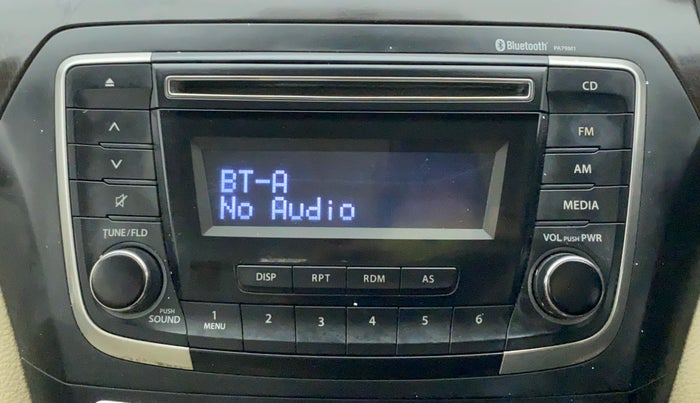 Bluetooth PA79M1
CD
FM
AM
MEDIA
BT-A
No Audio
TUNE/FLD
VOL PUSH PWR
DISP RPT RDM AS
PUSH
SOUND
1 2 3 4 5 6
MENU